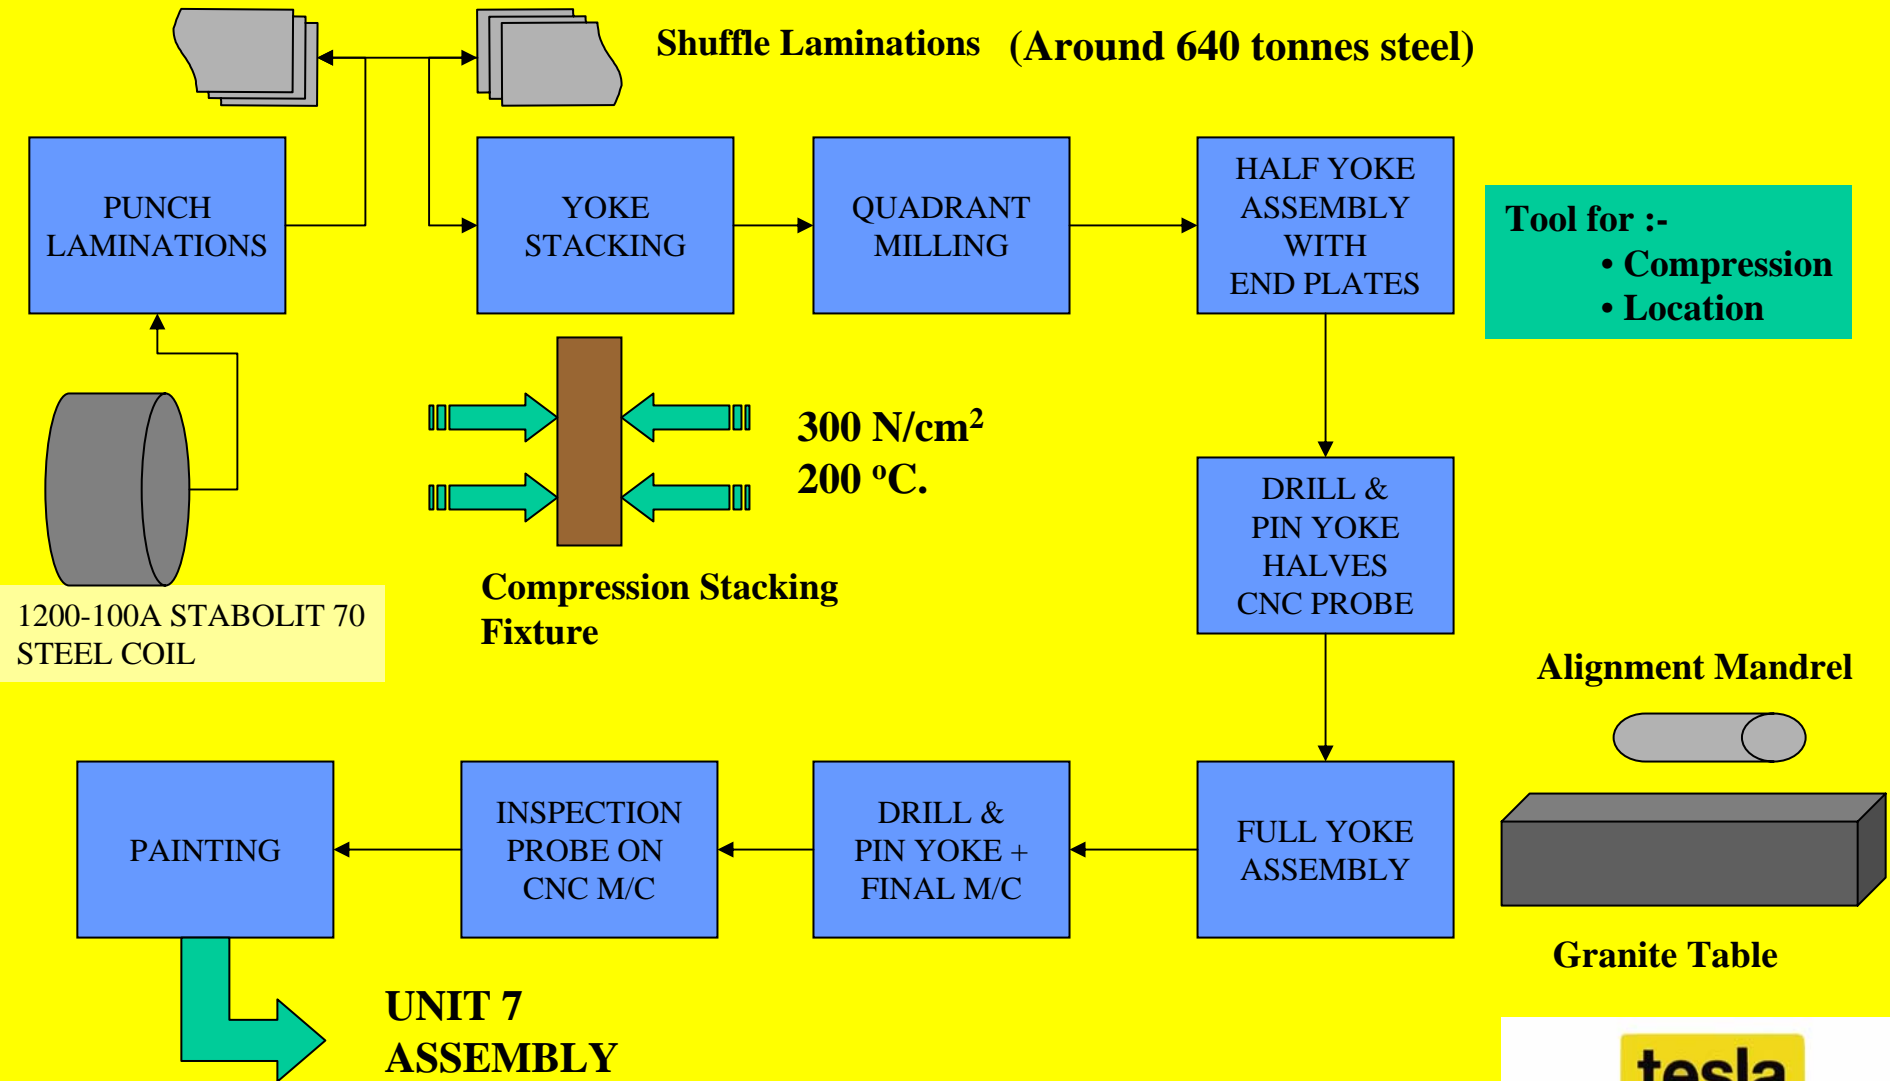 Shuffle Laminations (Around 640 tonnes steel)
PUNCH
LAMINATIONS
YOKE
STACKING
QUADRANT
MILLING
HALF YOKE
ASSEMBLY
WITH
END PLATES
Tool for :-
• Compression
• Location
300 N/cm²
200 ºC.
Compression Stacking
Fixture
1200-100A STABOLIT 70
STEEL COIL
DRILL &
PIN YOKE
HALVES
CNC PROBE
Alignment Mandrel
Granite Table
FULL YOKE
ASSEMBLY
DRILL &
PIN YOKE +
FINAL M/C
INSPECTION
PROBE ON
CNC M/C
PAINTING
UNIT 7
ASSEMBLY
tesla